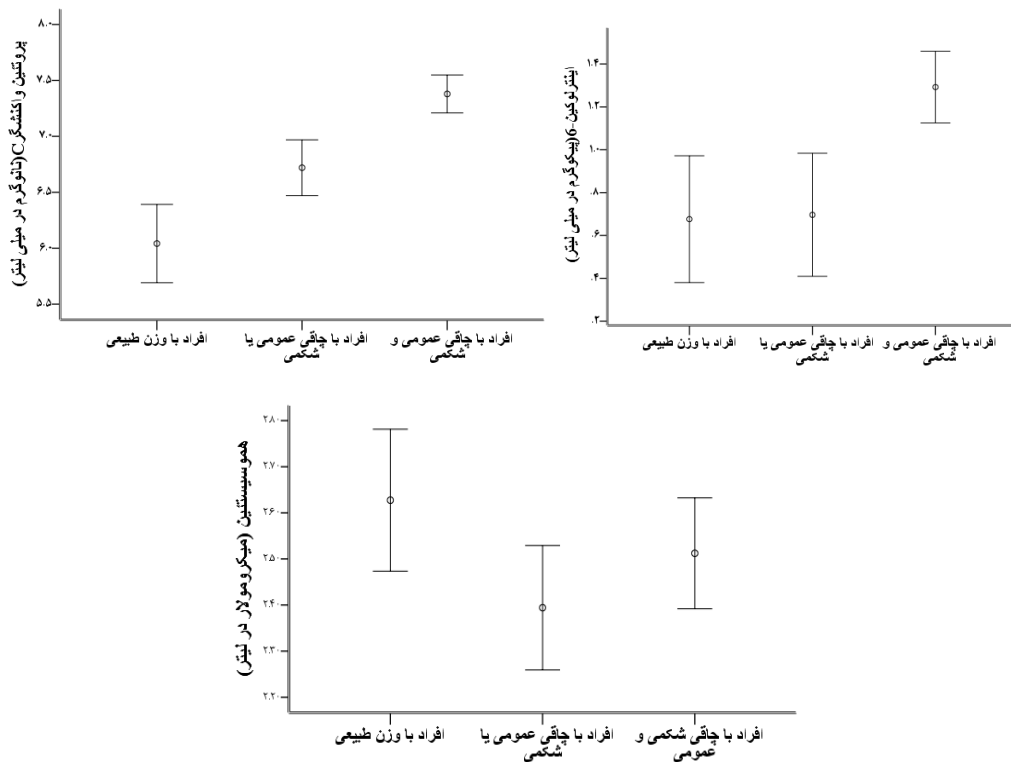 پروتئین واکنشگر C(نانوگرم در میلی لیتر)
۸.۰
۷.۵
۷.۰
۶.۵
۶.۰
۵.۵
افراد با وزن طبیعی
افراد با چاقی عمومی یا
شکمی
افراد با چاقی عمومی و
شکمی
اینترلوکین-6(پیکوگرم در میلی لیتر)
۱.۴
۱.۲
۱.۰
.۸
.۶
.۴
.۲
افراد با وزن طبیعی
افراد با چاقی عمومی یا
شکمی
افراد با چاقی عمومی و
شکمی
هموسیستئین (میکرومولار در لیتر)
۲.۸۰
۲.۷۰
۲.۶۰
۲.۵۰
۲.۴۰
۲.۳۰
۲.۲۰
افراد با وزن طبیعی
افراد با چاقی عمومی یا
شکمی
افراد با چاقی شکمی و
عمومی